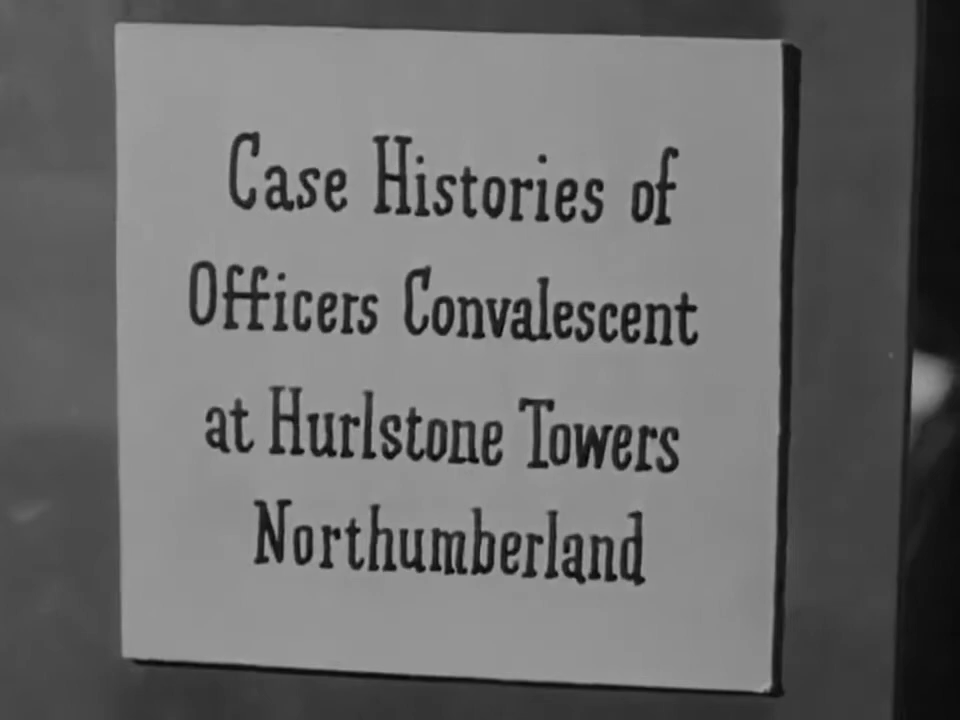 Case Histories of
Officers Convalescent
at Hurlstone Towers
Northumberland